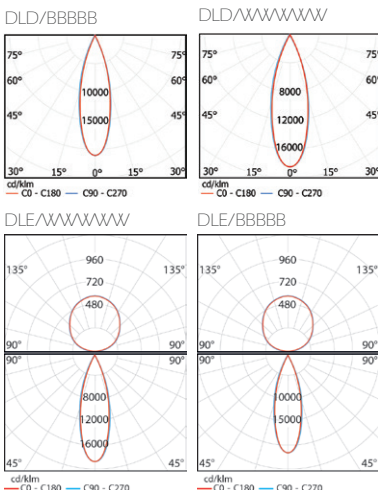 DLD/BBBBB
DLD/WWWWW
75° 75°
60° 60°
45° 45°
10000
15000
30° 15° 0° 15° 30°
cd/klm
C0 - C180 C90 - C270
75° 75°
60° 60°
45° 45°
8000
12000
16000
30° 15° 0° 15° 30°
cd/klm
C0 - C180 C90 - C270
DLE/WWWWW
DLE/BBBBB
960
720
480
135° 135°
90° 90°
90° 90°
8000
12000
16000
45° 45°
cd/klm
C0 - C180 C90 - C270
960
720
480
135° 135°
90° 90°
90° 90°
10000
15000
45° 45°
cd/klm
C0 - C180 C90 - C270